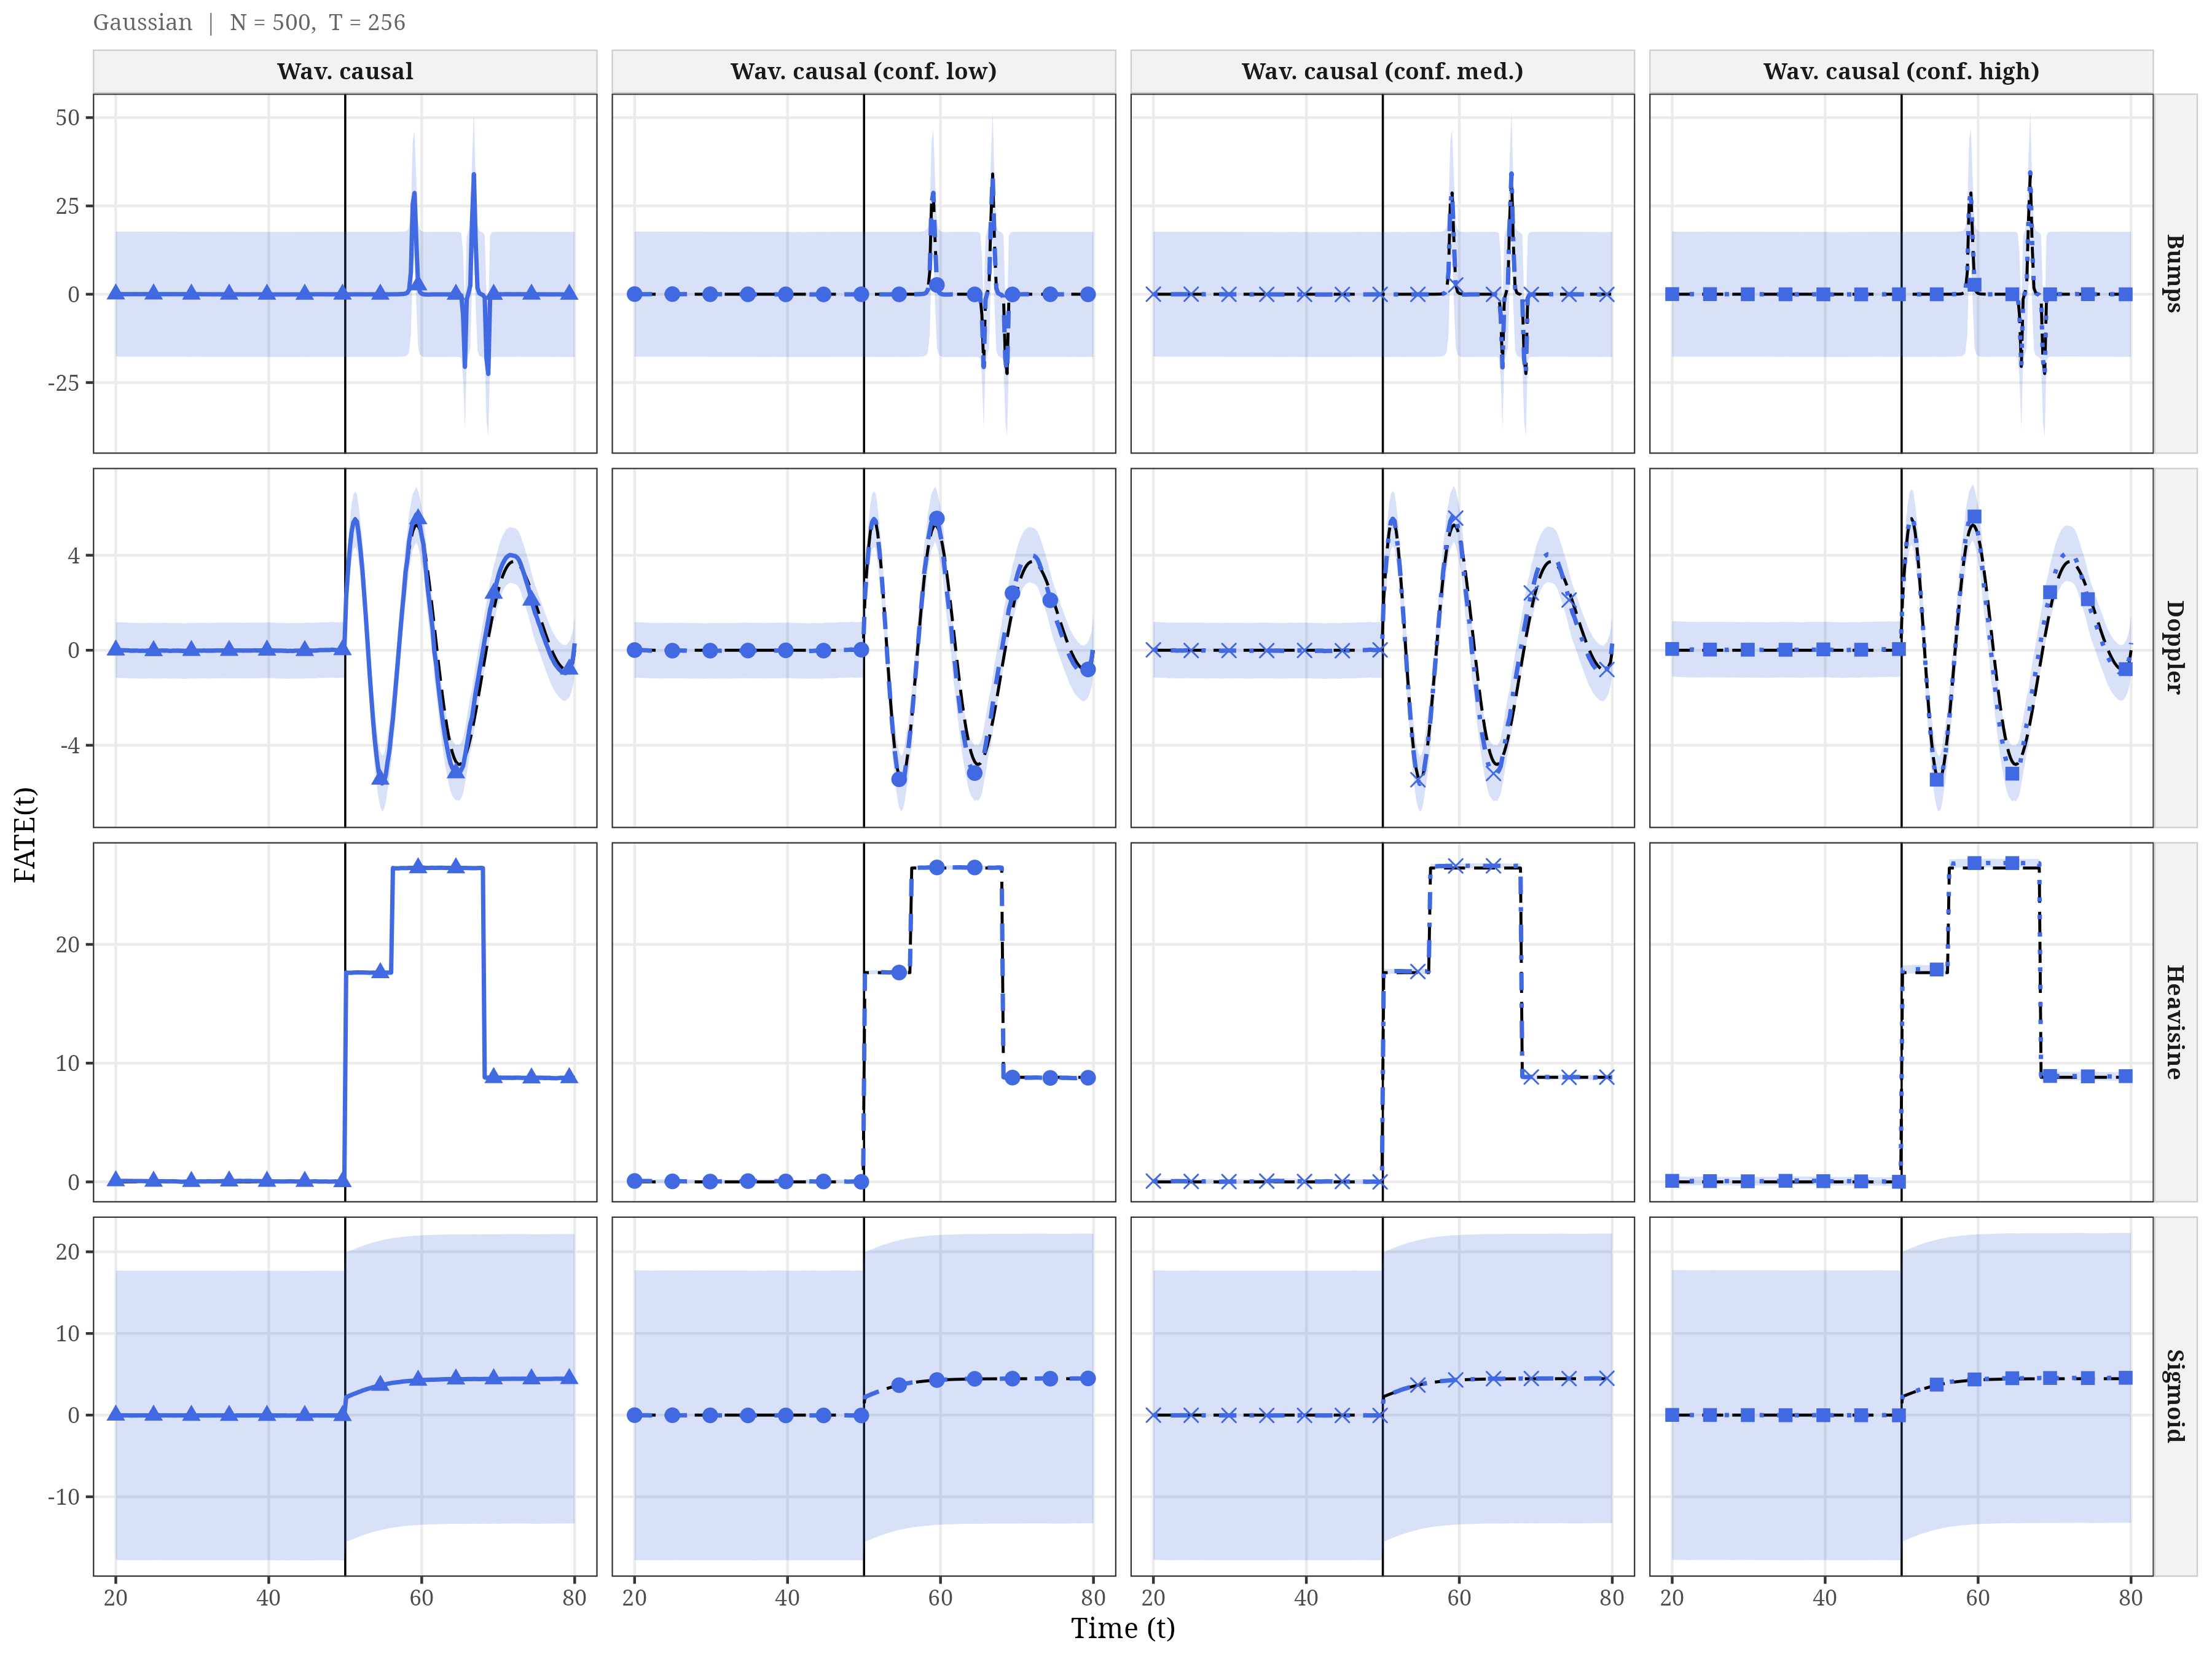 Gaussian | N = 500, T = 256
Wav. causal
Wav. causal (conf. low)
Wav. causal (conf. med.)
Wav. causal (conf. high)
50
25
0
-25
Bumps
4
0
-4
Doppler
FATE(t)
20
10
0
Heavisine
20
10
0
-10
Sigmoid
20 40 60 80
20 40 60 80
20 40 60 80
20 40 60 80
Time (t)